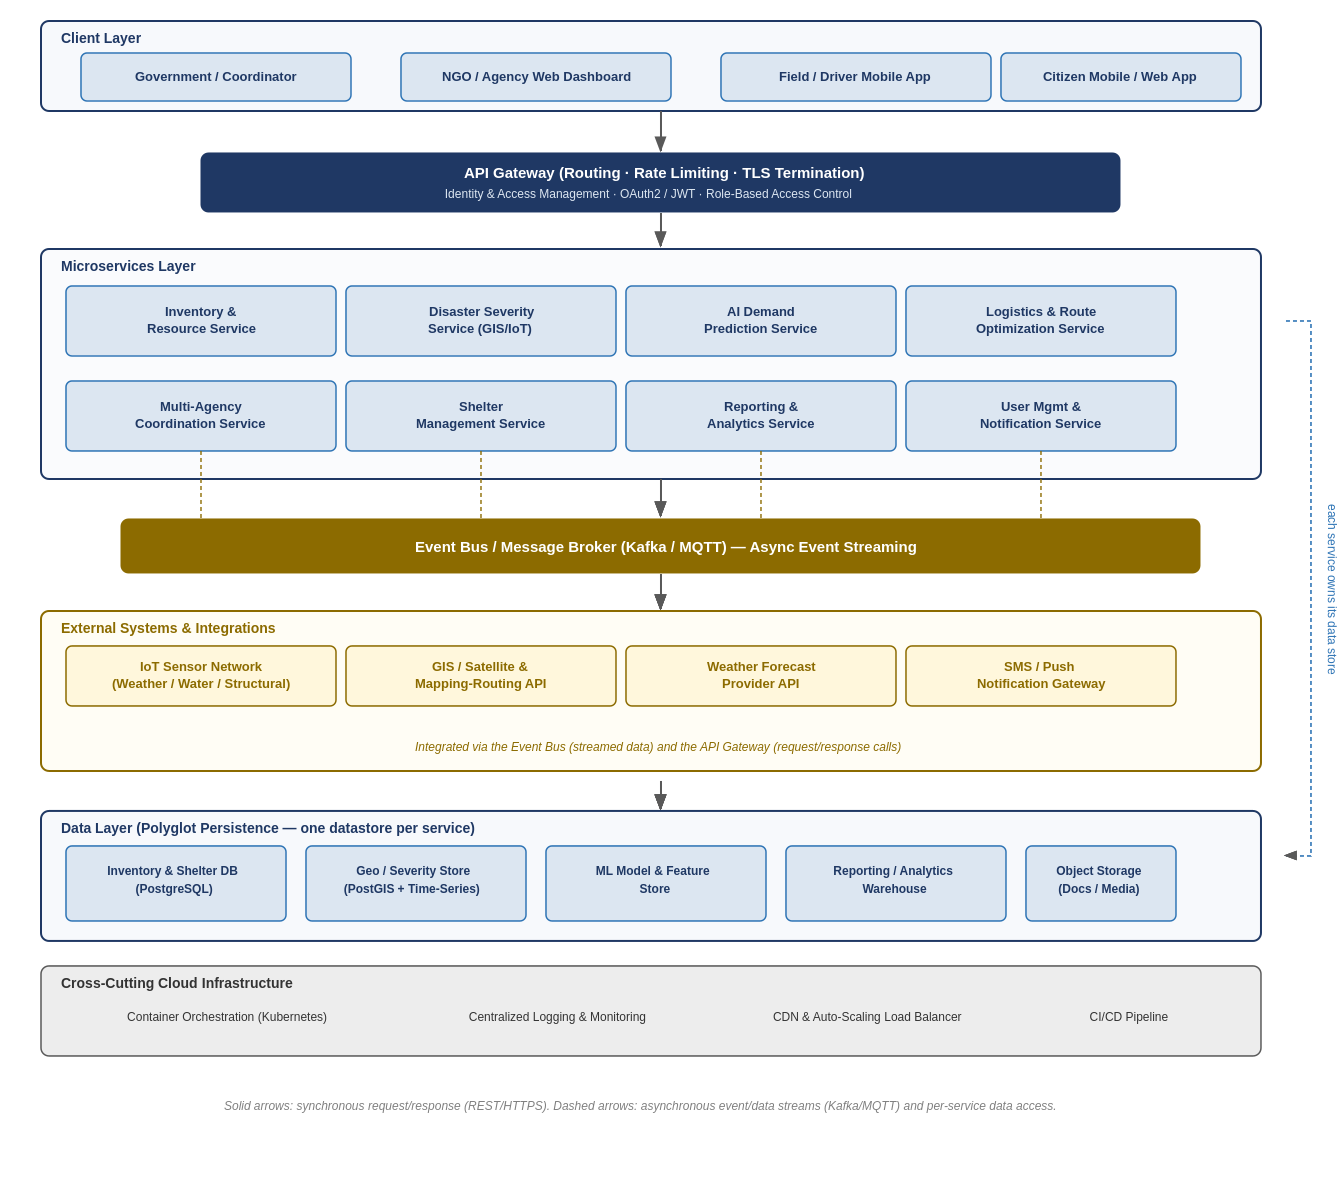 Client Layer
Government / Coordinator
NGO / Agency Web Dashboard
Field / Driver Mobile App
Citizen Mobile / Web App
API Gateway (Routing · Rate Limiting · TLS Termination)
Identity & Access Management · OAuth2 / JWT · Role-Based Access Control
Microservices Layer
Inventory &
Resource Service
Disaster Severity
Service (GIS/IoT)
AI Demand
Prediction Service
Logistics & Route
Optimization Service
Multi-Agency
Coordination Service
Shelter
Management Service
Reporting &
Analytics Service
User Mgmt &
Notification Service
each service owns its data store
Event Bus / Message Broker (Kafka / MQTT) — Async Event Streaming
External Systems & Integrations
IoT Sensor Network
(Weather / Water / Structural)
GIS / Satellite &
Mapping-Routing API
Weather Forecast
Provider API
SMS / Push
Notification Gateway
Integrated via the Event Bus (streamed data) and the API Gateway (request/response calls)
Data Layer (Polyglot Persistence — one datastore per service)
Inventory & Shelter DB
(PostgreSQL)
Geo / Severity Store
(PostGIS + Time-Series)
ML Model & Feature
Store
Reporting / Analytics
Warehouse
Object Storage
(Docs / Media)
Cross-Cutting Cloud Infrastructure
Container Orchestration (Kubernetes)
Centralized Logging & Monitoring
CDN & Auto-Scaling Load Balancer
CI/CD Pipeline
Solid arrows: synchronous request/response (REST/HTTPS). Dashed arrows: asynchronous event/data streams (Kafka/MQTT) and per-service data access.